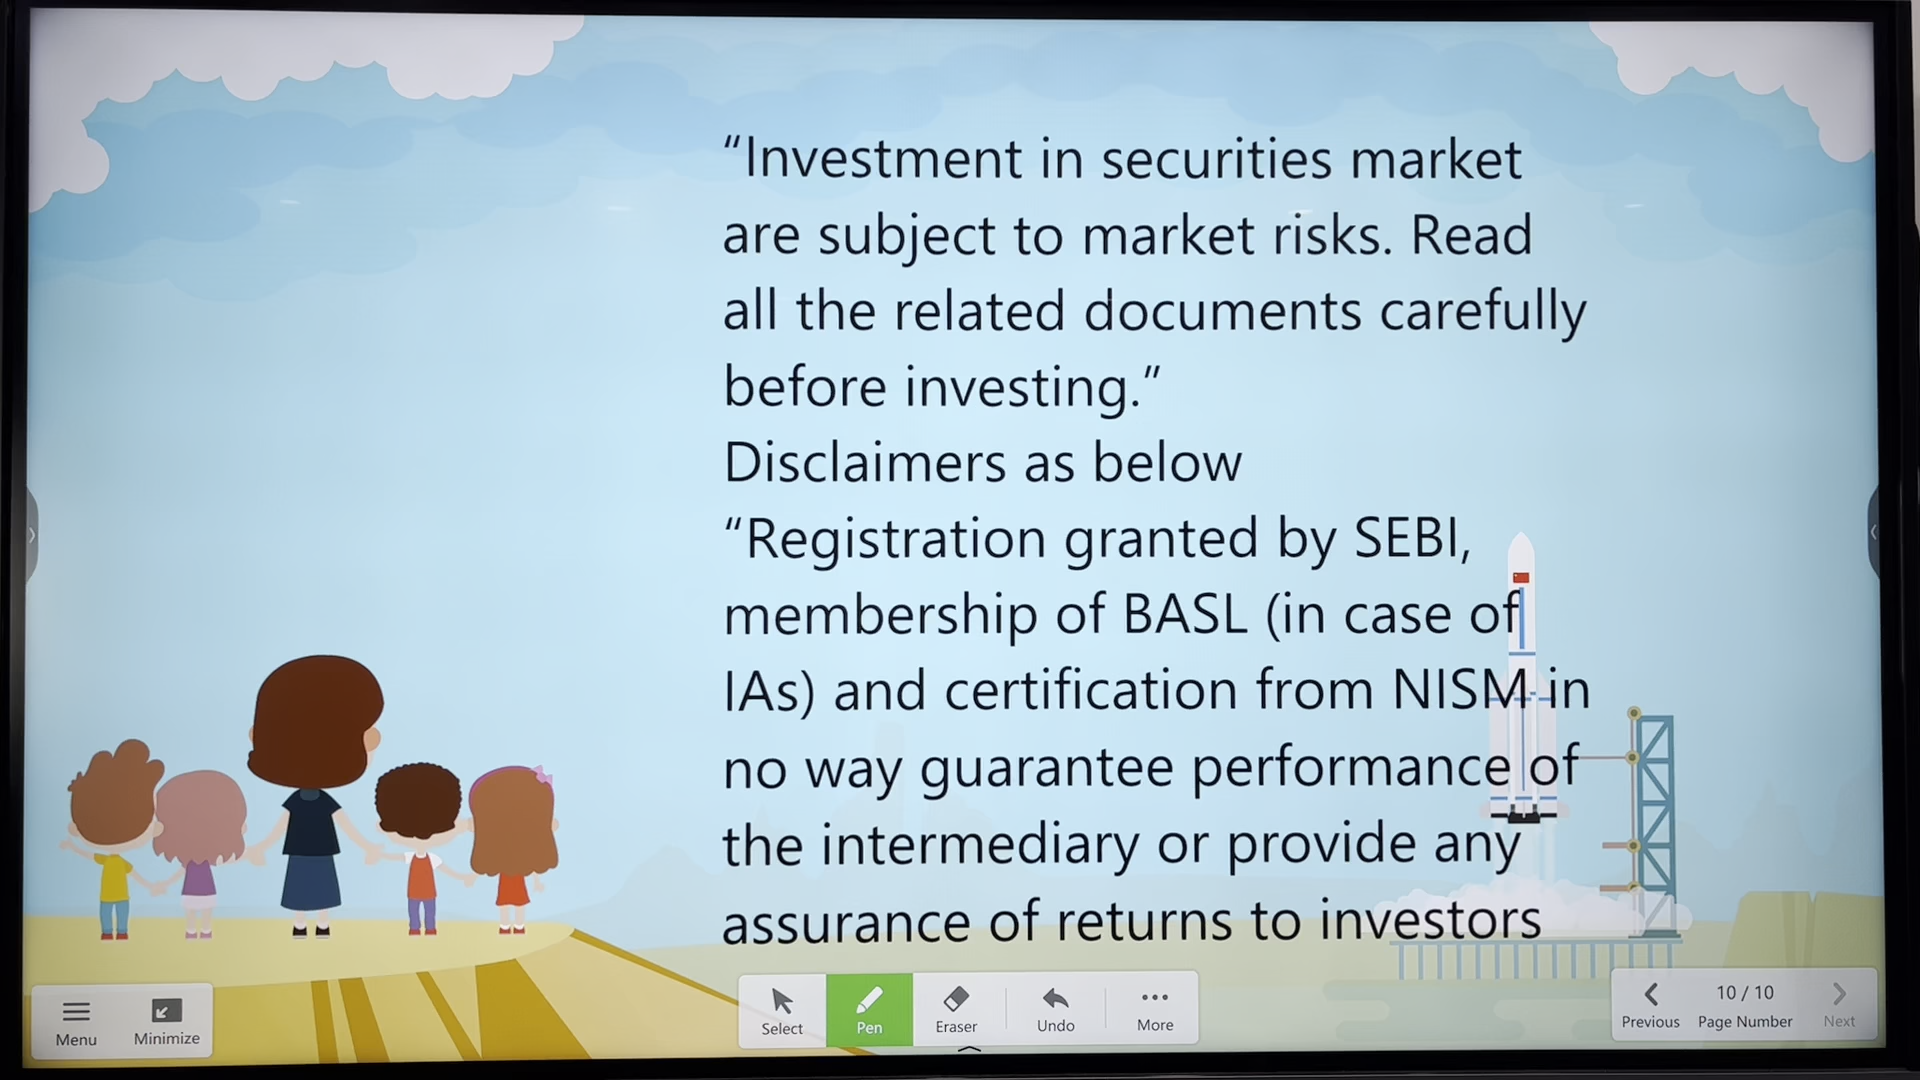 “Investment in securities market
are subject to market risks. Read
all the related documents carefully
before investing.”
Disclaimers as below
“Registration granted by SEBI,
membership of BASL (in case of
IAs) and certification from NISM in
no way guarantee performance of
the intermediary or provide any
assurance of returns to investors
Menu
Minimize
Select
Pen
Eraser
Undo
More
Previous
10 / 10
Page Number
Next